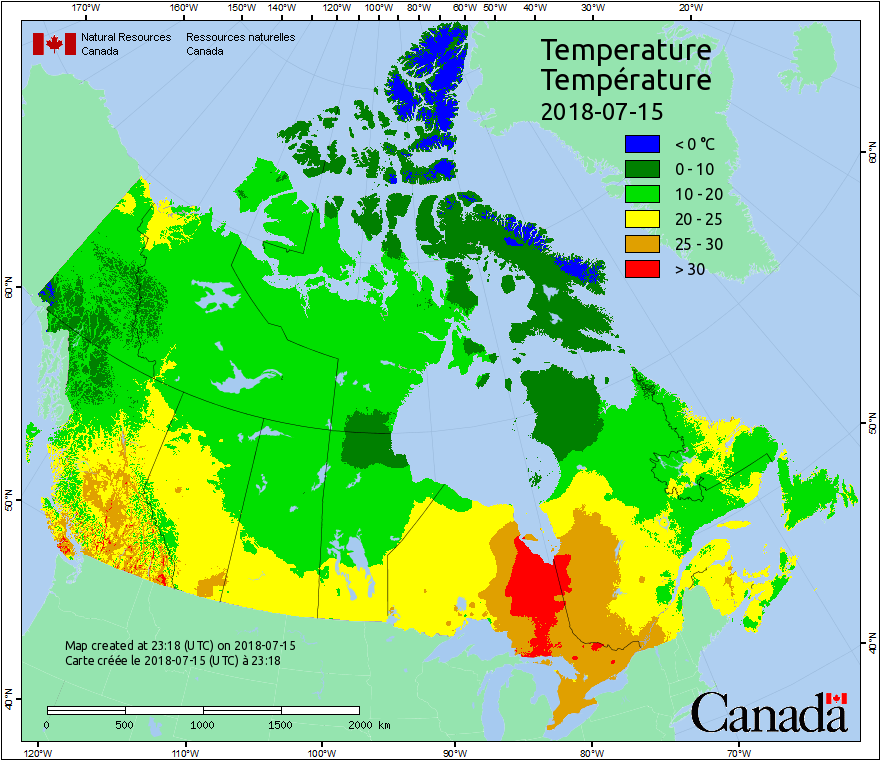 170°W 160°W 150°W 140°W 130°W 120°W 110°W 100°W 80°W 60°W 50°W 40°W 30°W 20°W
Natural Resources Ressources naturelles
Canada Canada
Temperature
Température
2018-07-15
< 0 °C
0 - 10
10 - 20
20 - 25
25 - 30
> 30
60°N
50°N
40°N
60°N
50°N
40°N
Map created at 23:18 (UTC) on 2018-07-15
Carte créée le 2018-07-15 (UTC) à 23:18
0 500 1000 1500 2000 km
Canada
120°W 110°W 100°W 90°W 80°W 70°W